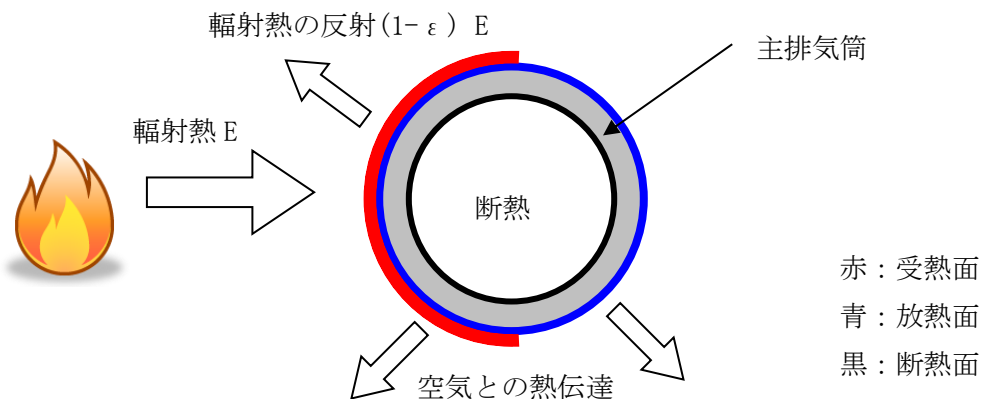 輻射熱の反射(1-ε) E
主排気筒
輻射熱 E
断熱
赤：受熱面
青：放熱面
黒：断熱面
空気との熱伝達